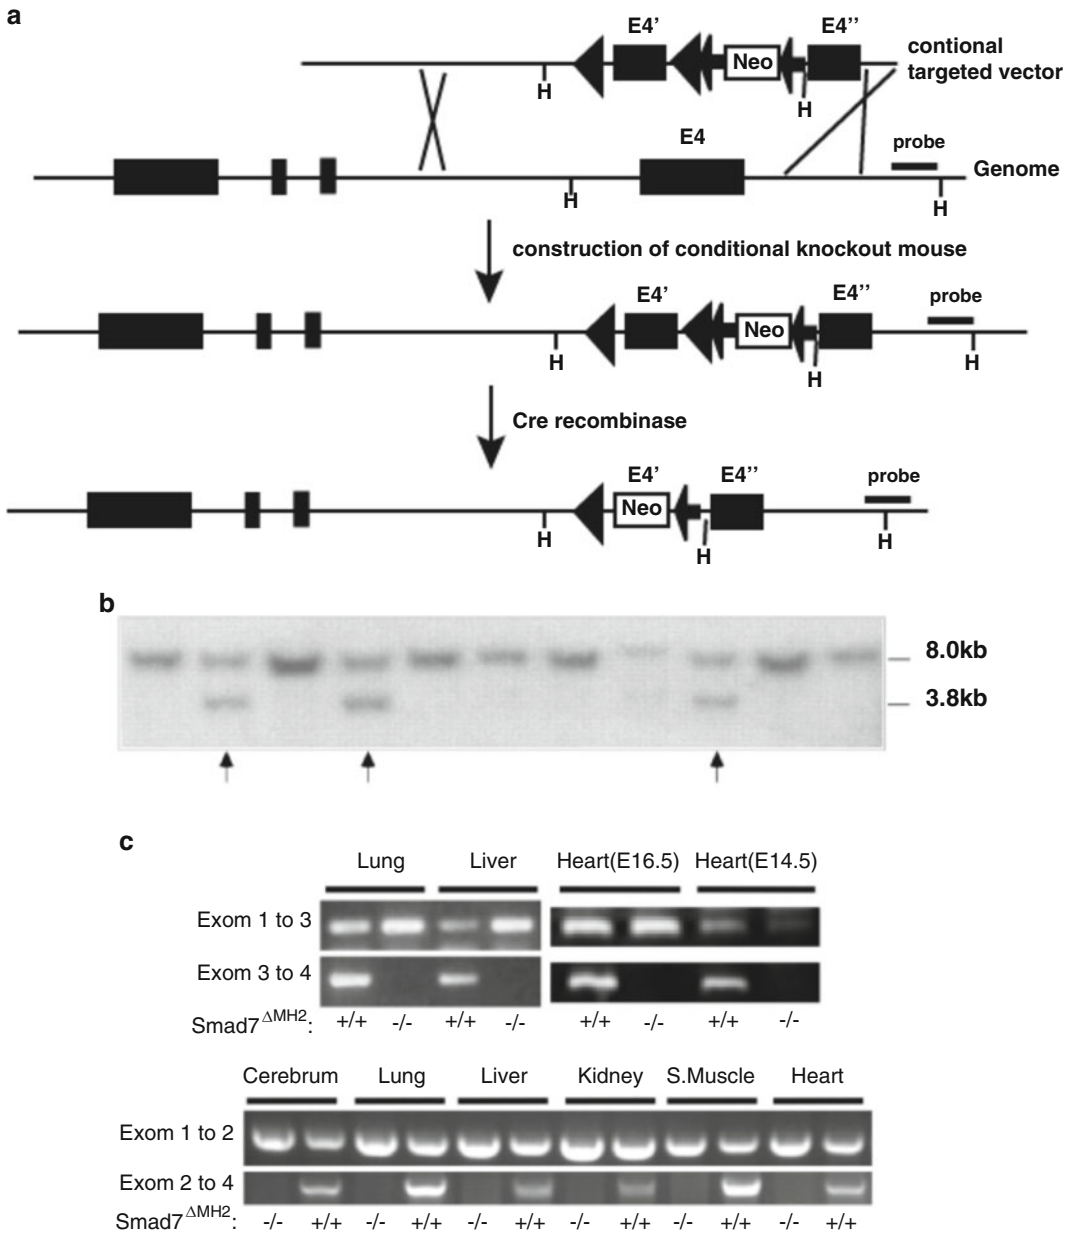 a
E4' E4''
Neo
contional
targeted vector
H
H
E4
probe
Genome
H
H
construction of conditional knockout mouse
E4' E4''
probe
Neo
H
H
H
Cre recombinase
E4' E4''
probe
Neo
H
H
H
b
8.0kb
3.8kb
c
Lung Liver Heart(E16.5) Heart(E14.5)
Exom 1 to 3
Exom 3 to 4
Smad7ΔMH2: +/+ -/- +/+ -/- +/+ -/- +/+ -/-
Cerebrum Lung Liver Kidney S.Muscle Heart
Exom 1 to 2
Exom 2 to 4
Smad7ΔMH2: -/- +/+ -/- +/+ -/- +/+ -/- +/+ -/- +/+ -/- +/+